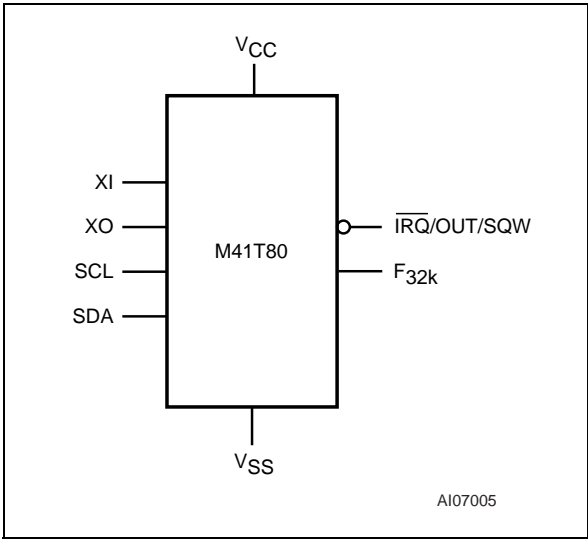 VCC
XI
XO
SCL
SDA
M41T80
IRQ/OUT/SQW
F32k
VSS
AI07005